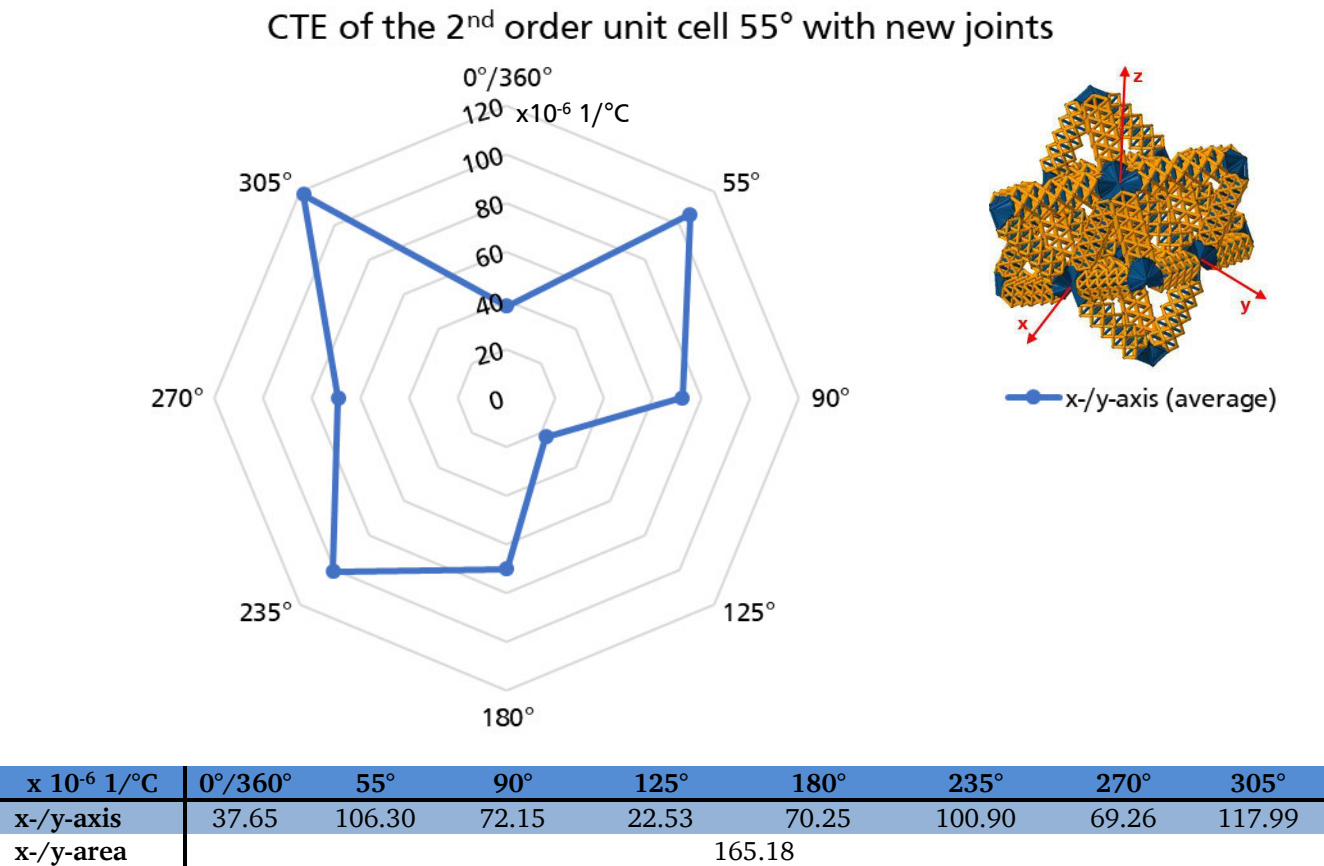 CTE of the 2nd order unit cell 55° with new joints
0°/360°
120 x10-6 1/°C
100
80
60
40
20
0
55°
90°
125°
180°
235°
270°
305°
z
y
x
x-/y-axis (average)
x 10-6 1/°C 0°/360° 55° 90° 125° 180° 235° 270° 305°
x-/y-axis 37.65 106.30 72.15 22.53 70.25 100.90 69.26 117.99
x-/y-area 165.18